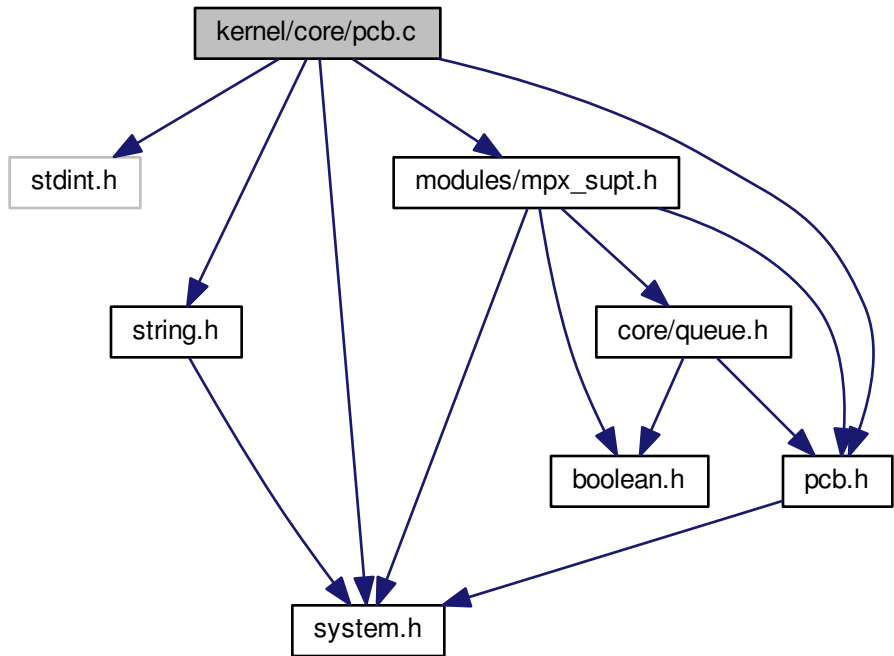 kernel/core/pcb.c
stdint.h
modules/mpx_supt.h
string.h
core/queue.h
boolean.h
pcb.h
system.h